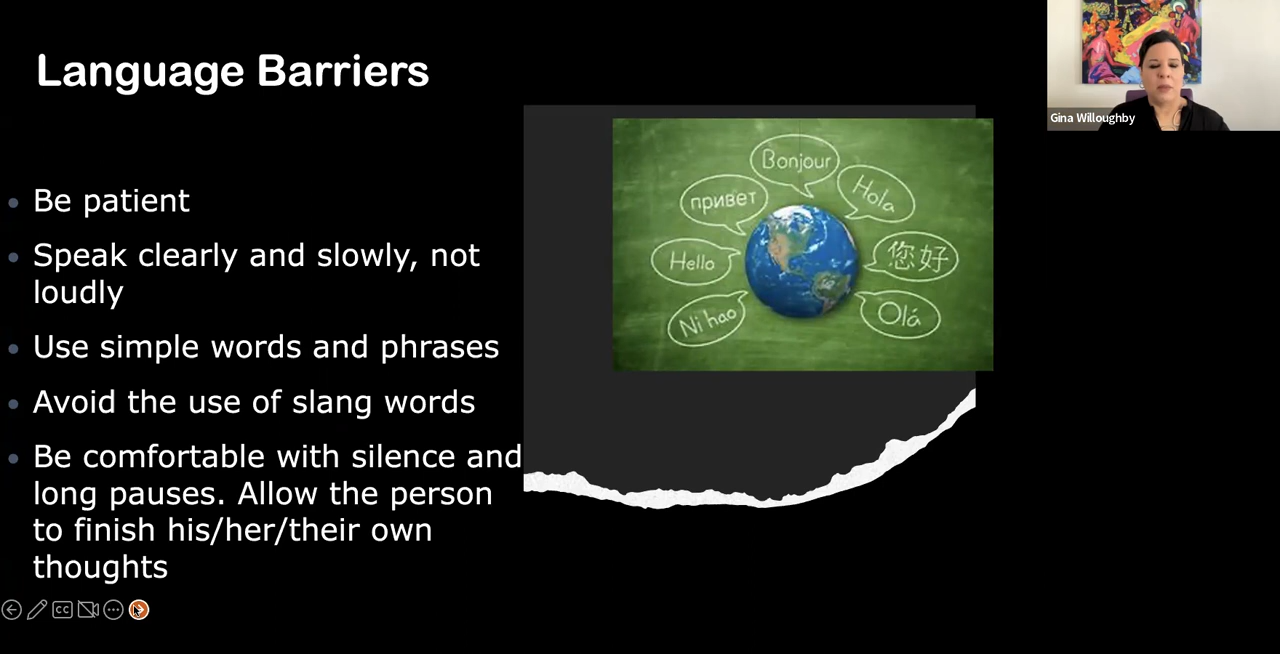 Language Barriers
Gina Willoughby
Be patient
Speak clearly and slowly, not
loudly
Use simple words and phrases
Avoid the use of slang words
Be comfortable with silence and
long pauses. Allow the person
to finish his/her/their own
thoughts
Bonjour
привет
Hola
Hello
您好
Ni hao
Olá
CC